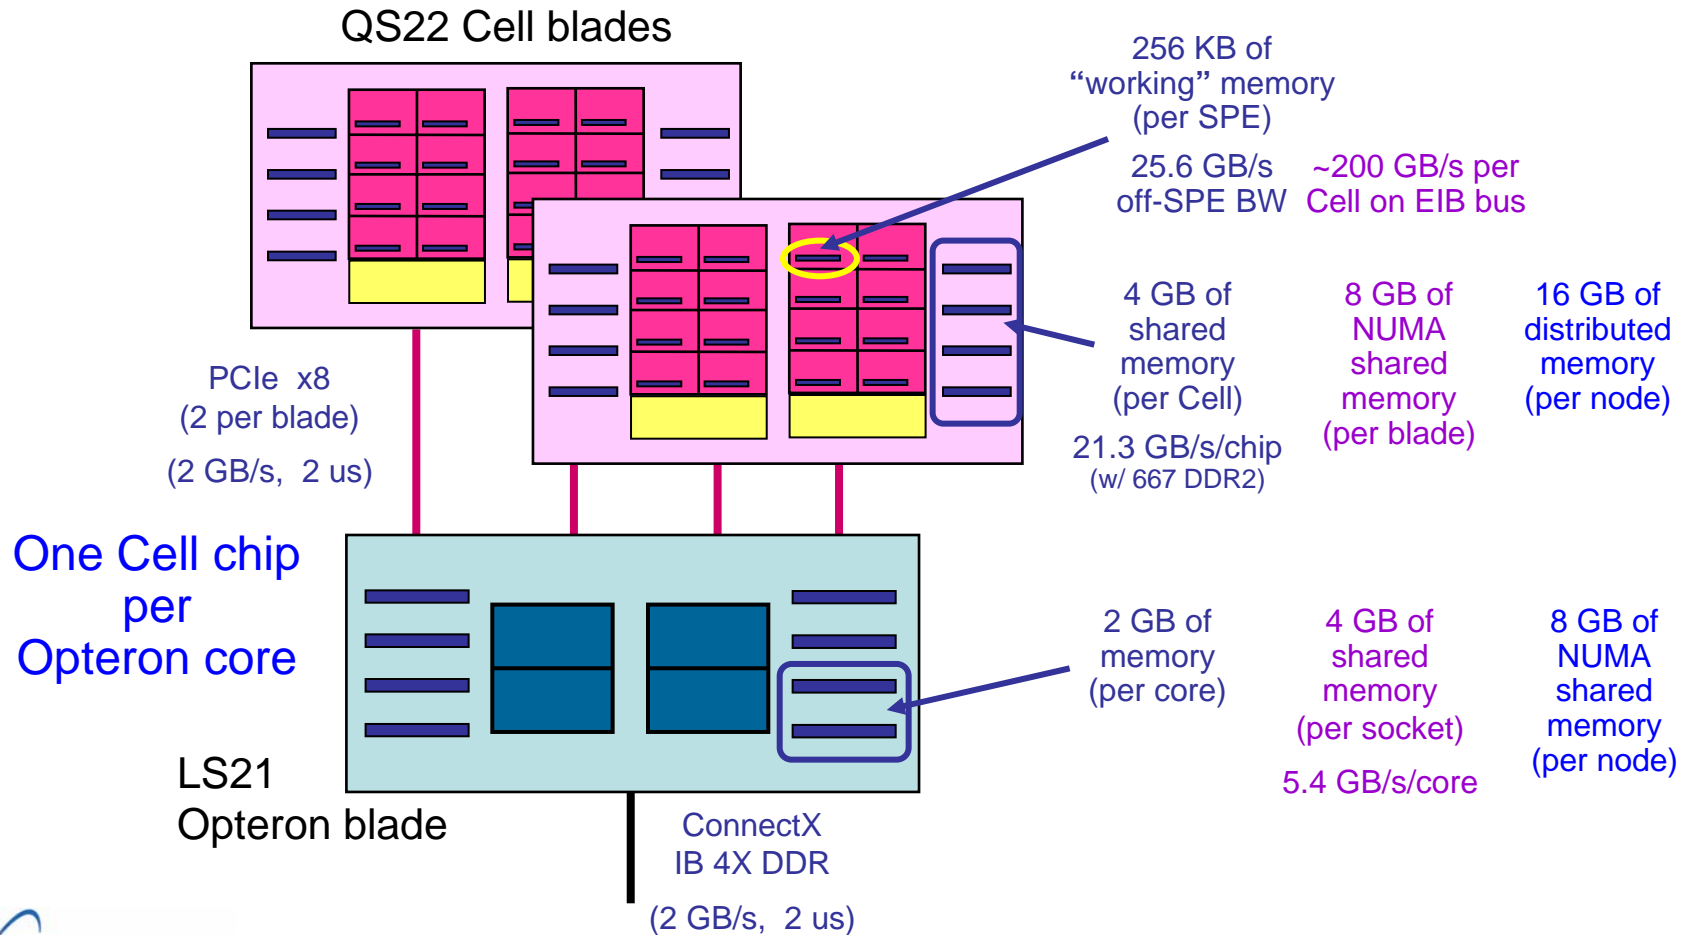 QS22 Cell blades
256 KB of
“working” memory
(per SPE)
25.6 GB/s
off-SPE BW
~200 GB/s per
Cell on EIB bus
4 GB of
shared
memory
(per Cell)
21.3 GB/s/chip
(w/ 667 DDR2)
8 GB of
NUMA
shared
memory
(per blade)
16 GB of
distributed
memory
(per node)
PCIe x8
(2 per blade)
(2 GB/s, 2 us)
One Cell chip
per
Opteron core
2 GB of
memory
(per core)
4 GB of
shared
memory
(per socket)
5.4 GB/s/core
8 GB of
NUMA
shared
memory
(per node)
LS21
Opteron blade
ConnectX
IB 4X DDR
(2 GB/s, 2 us)